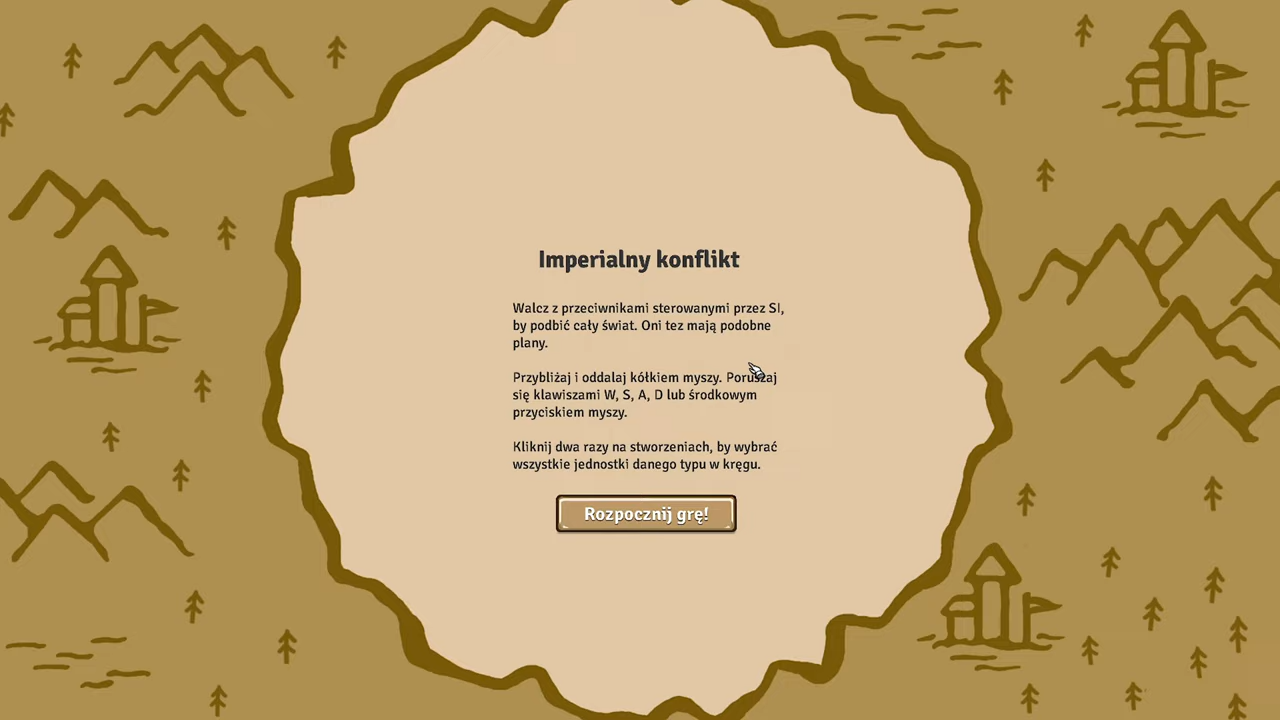 Imperialny konflikt
Walcz z przeciwnikami sterowanymi przez SI,
by podbić cały świat. Oni tez mają podobne
plany.
Przybliżaj i oddalaj kółkiem myszy. Poruszaj
się klawiszami W, S, A, D lub środkowym
przyciskiem myszy.
Kliknij dwa razy na stworzeniach, by wybrać
wszystkie jednostki danego typu w kręgu.
Rozpocznij grę!